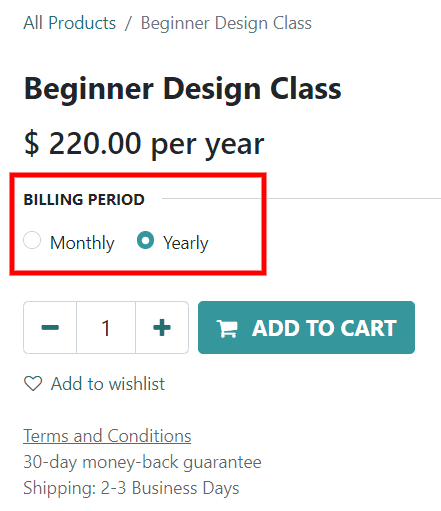 All Products / Beginner Design Class
Beginner Design Class
$ 220.00 per year
BILLING PERIOD
Monthly Yearly
1 ADD TO CART
Add to wishlist
Terms and Conditions
30-day money-back guarantee
Shipping: 2-3 Business Days